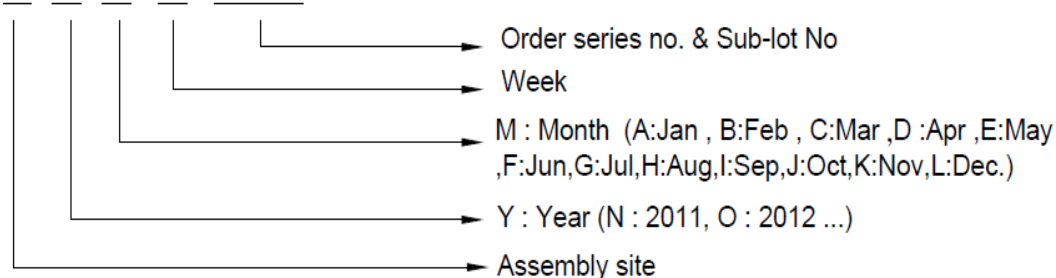 Order series no. & Sub-lot No
Week
M : Month (A:Jan , B:Feb , C:Mar ,D :Apr ,E:May
,F:Jun,G:Jul,H:Aug,I:Sep,J:Oct,K:Nov,L:Dec.)
Y : Year (N : 2011, O : 2012 ...)
Assembly site